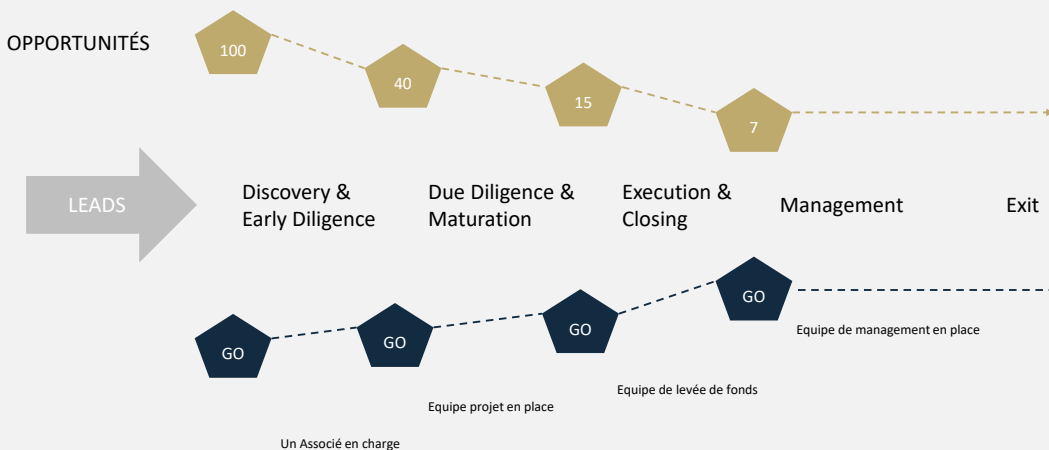 OPPORTUNITÉS
100
40
15
7
LEADS
Discovery &
Early Diligence
Due Diligence &
Maturation
Execution &
Closing
Management
Exit
GO
GO
GO
GO
Equipe de management en place
Equipe de levée de fonds
Equipe projet en place
Un Associé en charge